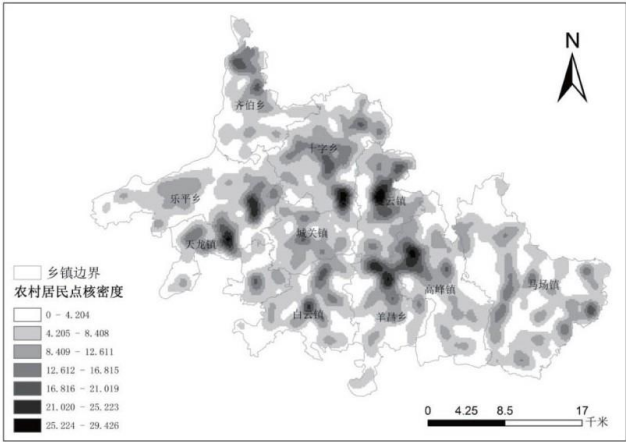 N
齐伯乡
十字乡
乐平乡
云镇
城关镇
天龙镇
马场镇
高峰镇
白云镇
羊昌乡
乡镇边界
农村居民点核密度
0 - 4.204
4.205 - 8.408
8.409 - 12.611
12.612 - 16.815
16.816 - 21.019
21.020 - 25.223
25.224 - 29.426
0 4.25 8.5 17
千米